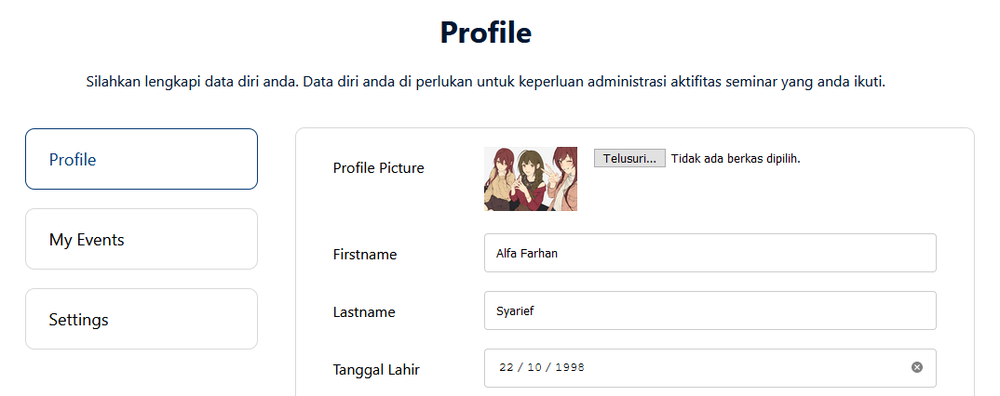 Profile
Silahkan lengkapi data diri anda. Data diri anda di perlukan untuk keperluan administrasi aktifitas seminar yang anda ikuti.
Profile
My Events
Settings
Profile Picture
Telusuri... Tidak ada berkas dipilih.
Firstname
Alfa Farhan
Lastname
Syarief
Tanggal Lahir
22 / 10 / 1998